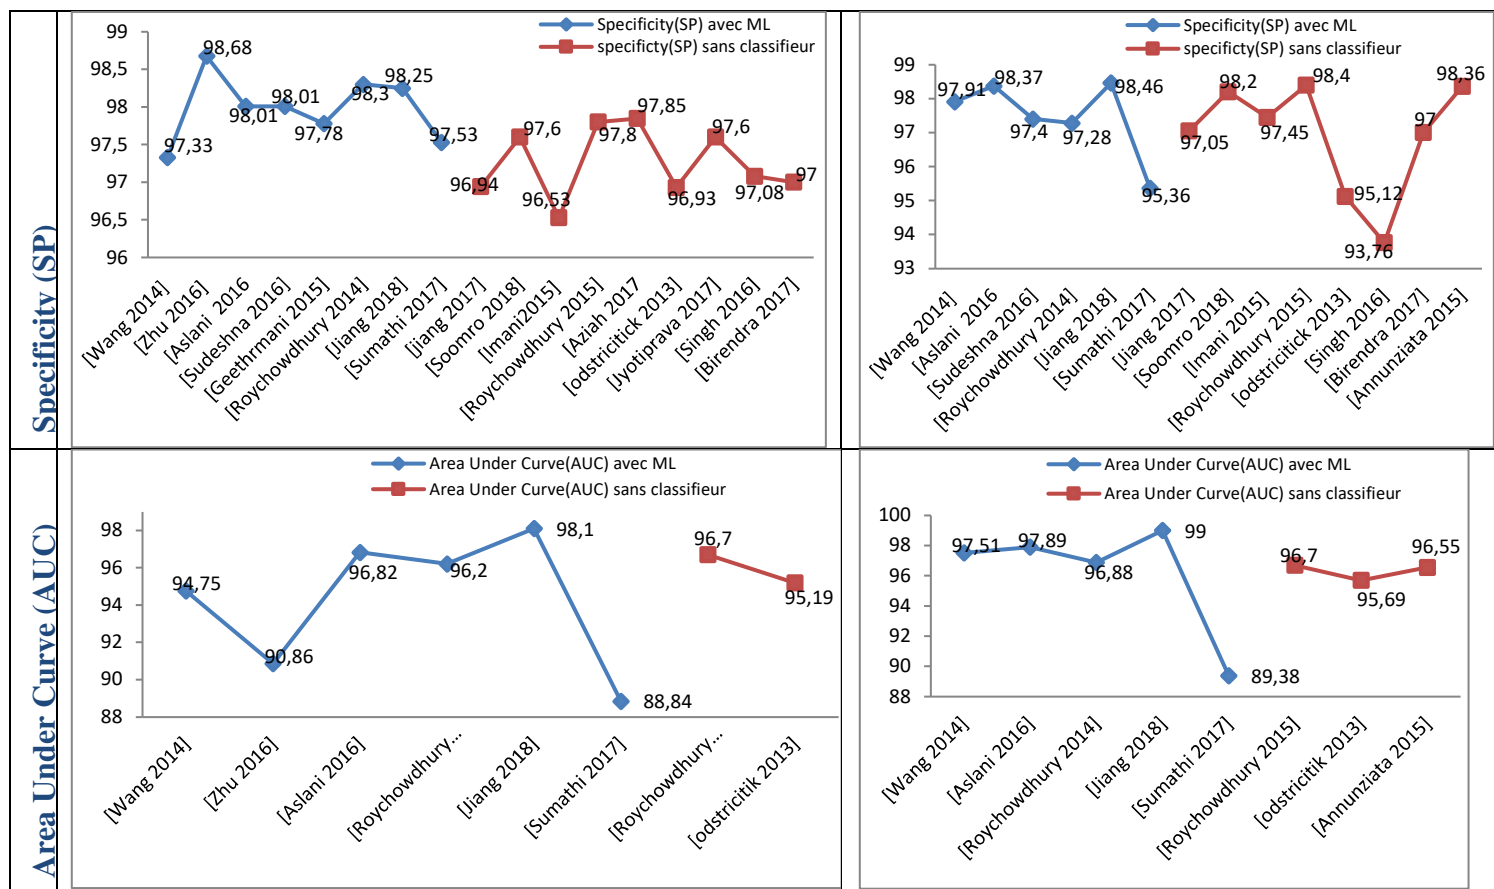 Specificity (SP)
Specificity(SP) avec ML
specificty(SP) sans classifieur
99
98,5
98
97,5
97
96,5
96
97,33
98,68
98,01
98,01
97,78
98,3
98,25
97,53
96,94
97,6
96,53
97,8
97,85
96,93
97,6
97,08
97
[Wang 2014]
[Zhu 2016]
[Aslani 2016
[Sudeshna 2016]
[Geethrmani 2015]
[Roychowdhury 2014]
[Jiang 2018]
[Sumathi 2017]
[Jiang 2017]
[Soomro 2018]
[Imani2015]
[Roychowdhury 2015]
[Aziah 2017
[odstricitick 2013]
[Jyotiprava 2017]
[Singh 2016]
[Birendra 2017]
Specificity(SP) avec ML
specificty(SP) sans classifieur
99
98
97
96
95
94
93
97,91
98,37
97,4
97,28
98,46
95,36
97,05
98,2
97,45
98,4
95,12
93,76
97
98,36
[Wang 2014]
[Aslani 2016
[Sudeshna 2016]
[Roychowdhury 2014]
[Jiang 2018]
[Sumathi 2017]
[Jiang 2017]
[Soomro 2018]
[Imani 2015]
[Roychowdhury 2015]
[odstricitick 2013]
[Singh 2016]
[Birendra 2017]
[Annunziata 2015]
Area Under Curve (AUC)
Area Under Curve(AUC) avec ML
Area Under Curve(AUC) sans classifieur
98
96
94
92
90
88
94,75
90,86
96,82
96,2
98,1
88,84
96,7
95,19
[Wang 2014]
[Zhu 2016]
[Aslani 2016]
[Roychowdhury...
[Jiang 2018]
[Sumathi 2017]
[Roychowdhury...
[odstricitik 2013]
Area Under Curve(AUC) avec ML
Area Under Curve(AUC) sans classifieur
100
98
96
94
92
90
88
97,51
97,89
96,88
99
89,38
96,7
95,69
96,55
[Wang 2014]
[Aslani 2016]
[Roychowdhury 2014]
[Jiang 2018]
[Sumathi 2017]
[Roychowdhury 2015]
[odstricitik 2013]
[Annunziata 2015]